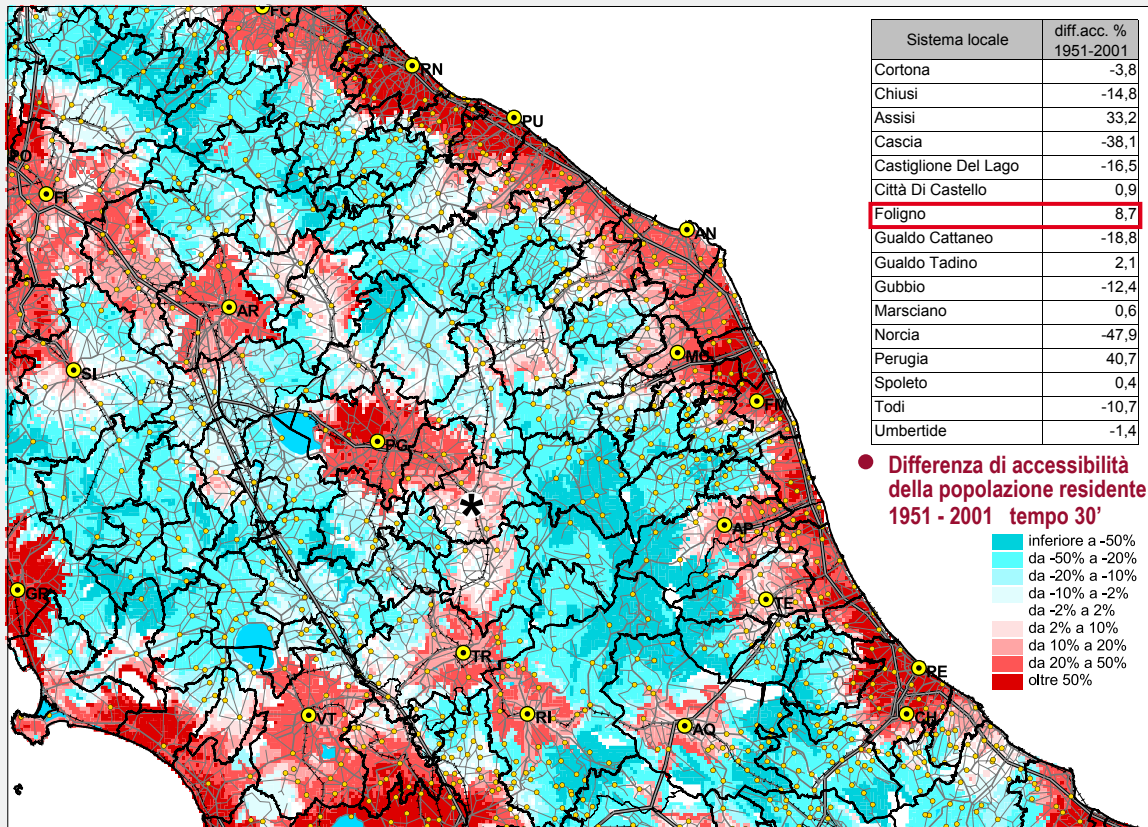 FC
RN
PU
PO
FI
AN
AR
MC
SI
FM
PG
*
AP
GR
TE
TR
PE
VT
RI
AQ
CH
Sistema locale diff.acc. % 1951-2001
Cortona -3,8
Chiusi -14,8
Assisi 33,2
Cascia -38,1
Castiglione Del Lago -16,5
Città Di Castello 0,9
Foligno 8,7
Gualdo Cattaneo -18,8
Gualdo Tadino 2,1
Gubbio -12,4
Marsciano 0,6
Norcia -47,9
Perugia 40,7
Spoleto 0,4
Todi -10,7
Umbertide -1,4
Differenza di accessibilità
della popolazione residente
1951 - 2001 tempo 30'
inferiore a -50%
da -50% a -20%
da -20% a -10%
da -10% a -2%
da -2% a 2%
da 2% a 10%
da 10% a 20%
da 20% a 50%
oltre 50%